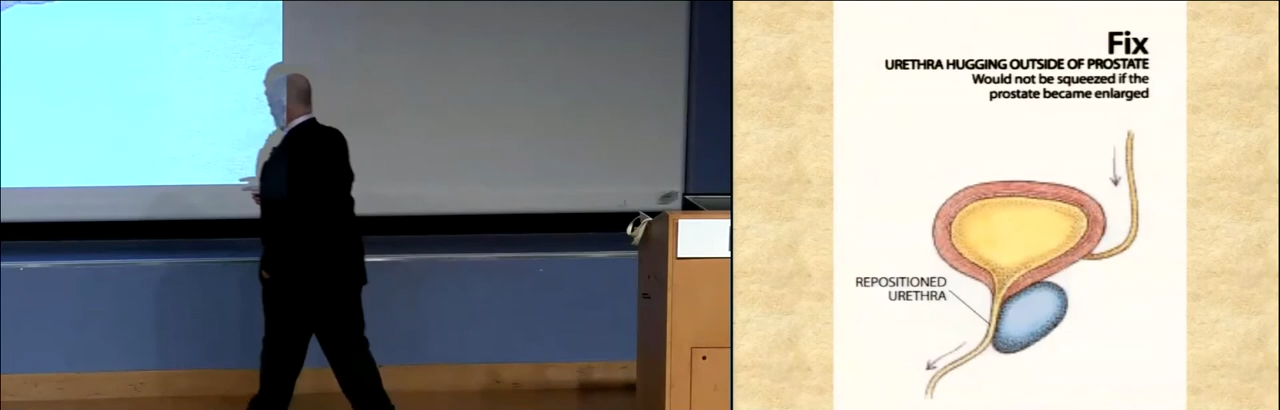 Fix
URETHRA HUGGING OUTSIDE OF PROSTATE
Would not be squeezed if the
prostate became enlarged
REPOSITIONED
URETHRA